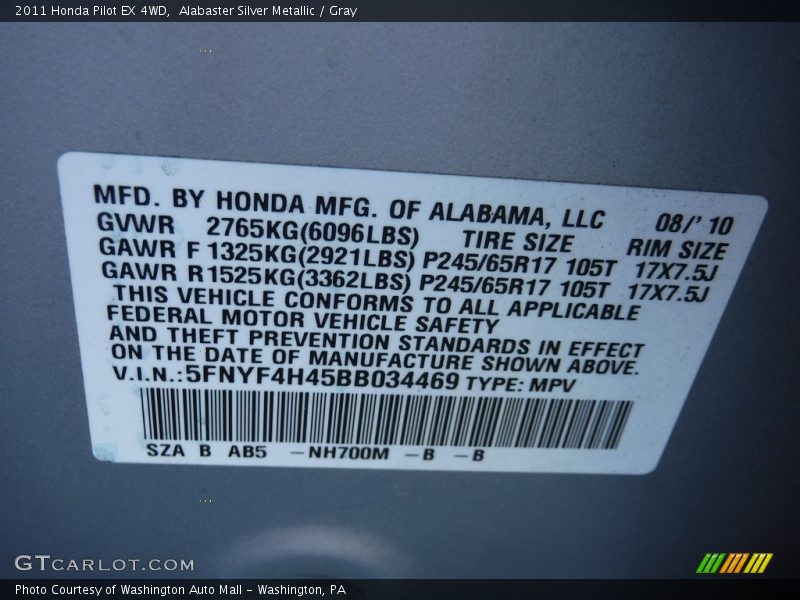 2011 Honda Pilot EX 4WD, Alabaster Silver Metallic / Gray
MFD. BY HONDA MFG. OF ALABAMA, LLC 08/' 10
GVWR 2765KG(6096LBS) TIRE SIZE RIM SIZE
GAWR F 1325KG(2921LBS) P245/65R17 105T 17X7.5J
GAWR R 1525KG(3362LBS) P245/65R17 105T 17X7.5J
THIS VEHICLE CONFORMS TO ALL APPLICABLE
FEDERAL MOTOR VEHICLE SAFETY
AND THEFT PREVENTION STANDARDS IN EFFECT
ON THE DATE OF MANUFACTURE SHOWN ABOVE.
V.I.N.:5FNYF4H45BB034469 TYPE: MPV
SZA B AB5 -NH700M -B -B
GTCARLOT.COM
Photo Courtesy of Washington Auto Mall - Washington, PA